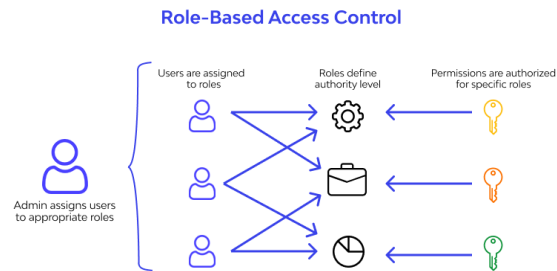 Role-Based Access Control
Users are assigned
to roles
Roles define
authority level
Permissions are authorized
for specific roles
Admin assigns users
to appropriate roles